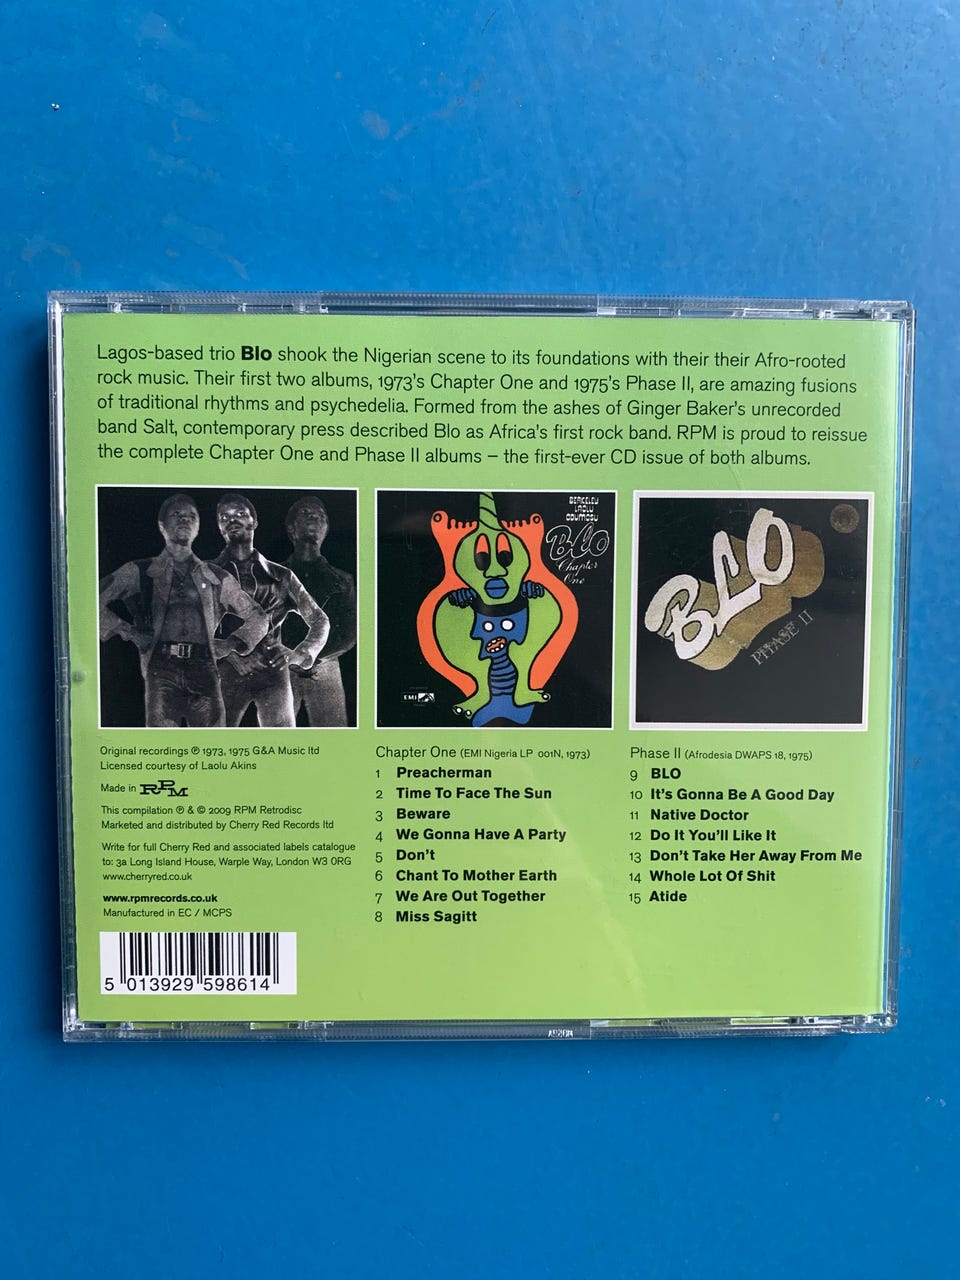 Lagos-based trio Blo shook the Nigerian scene to its foundations with their their Afro-rooted
rock music. Their first two albums, 1973's Chapter One and 1975's Phase II, are amazing fusions
of traditional rhythms and psychedelia. Formed from the ashes of Ginger Baker's unrecorded
band Salt, contemporary press described Blo as Africa's first rock band. RPM is proud to reissue
the complete Chapter One and Phase II albums – the first-ever CD issue of both albums.
BERKELEY
LAOLU
ODUMOSU
BLO
Chapter
One
EMI
BLO
PHASE II
Original recordings ℗ 1973, 1975 G&A Music ltd
Licensed courtesy of Laolu Akins
Made in RPM
This compilation ℗ & © 2009 RPM Retrodisc
Marketed and distributed by Cherry Red Records ltd
Write for full Cherry Red and associated labels catalogue
to: 3a Long Island House, Warple Way, London W3 0RG
www.cherryred.co.uk
www.rpmrecords.co.uk
Manufactured in EC / MCPS
5 013929 598614
Chapter One (EMI Nigeria LP 001N, 1973)
1 Preacherman
2 Time To Face The Sun
3 Beware
4 We Gonna Have A Party
5 Don't
6 Chant To Mother Earth
7 We Are Out Together
8 Miss Sagitt
Phase II (Afrodesia DWAPS 18, 1975)
9 BLO
10 It's Gonna Be A Good Day
11 Native Doctor
12 Do It You'll Like It
13 Don't Take Her Away From Me
14 Whole Lot Of Shit
15 Atide